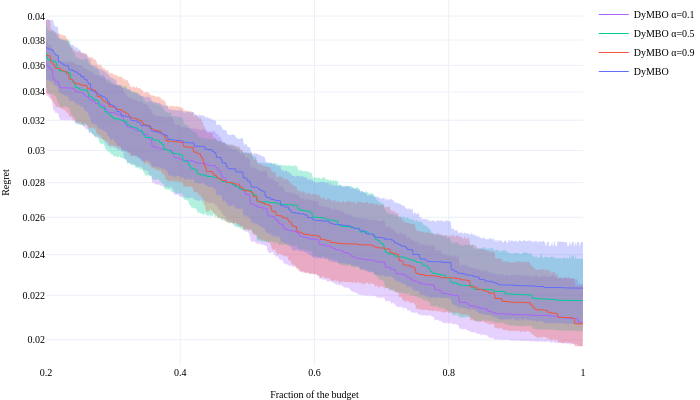 0.04
0.038
0.036
0.034
0.032
0.03
0.028
0.026
0.024
0.022
0.02
Regret
0.2 0.4 0.6 0.8 1
Fraction of the budget
DyMBO α=0.1
DyMBO α=0.5
DyMBO α=0.9
DyMBO